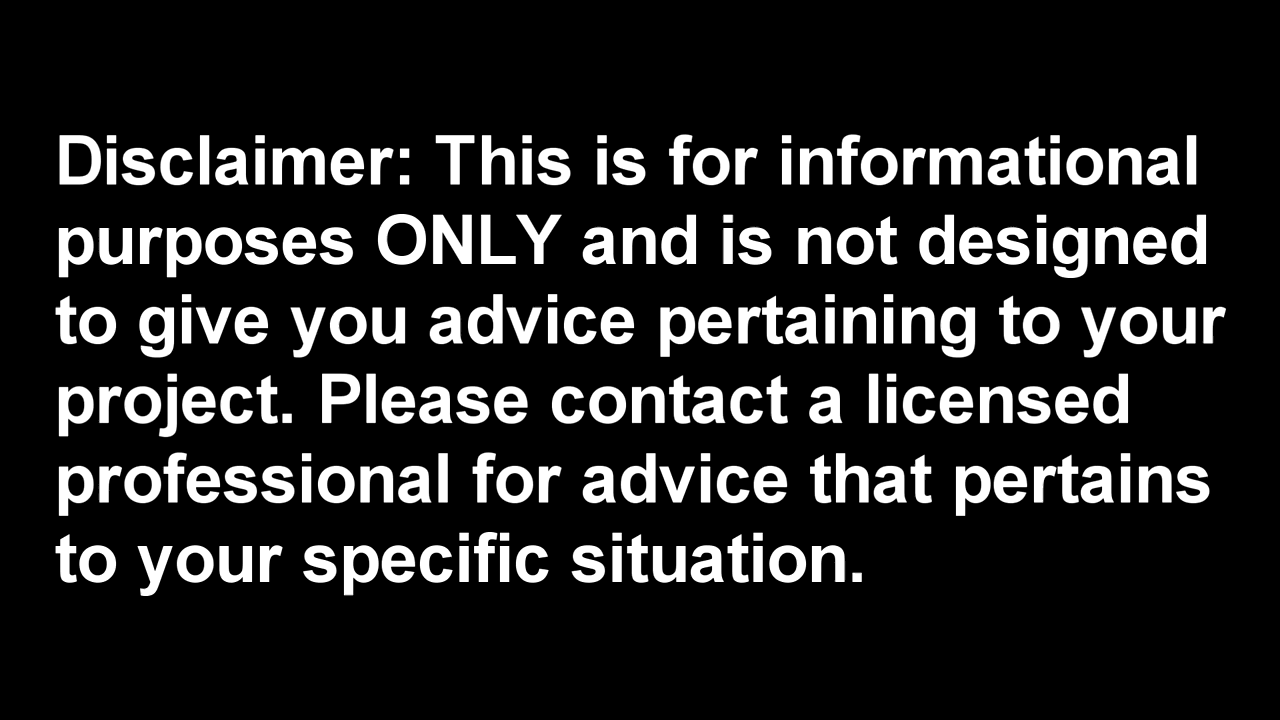 Disclaimer: This is for informational
purposes ONLY and is not designed
to give you advice pertaining to your
project. Please contact a licensed
professional for advice that pertains
to your specific situation.